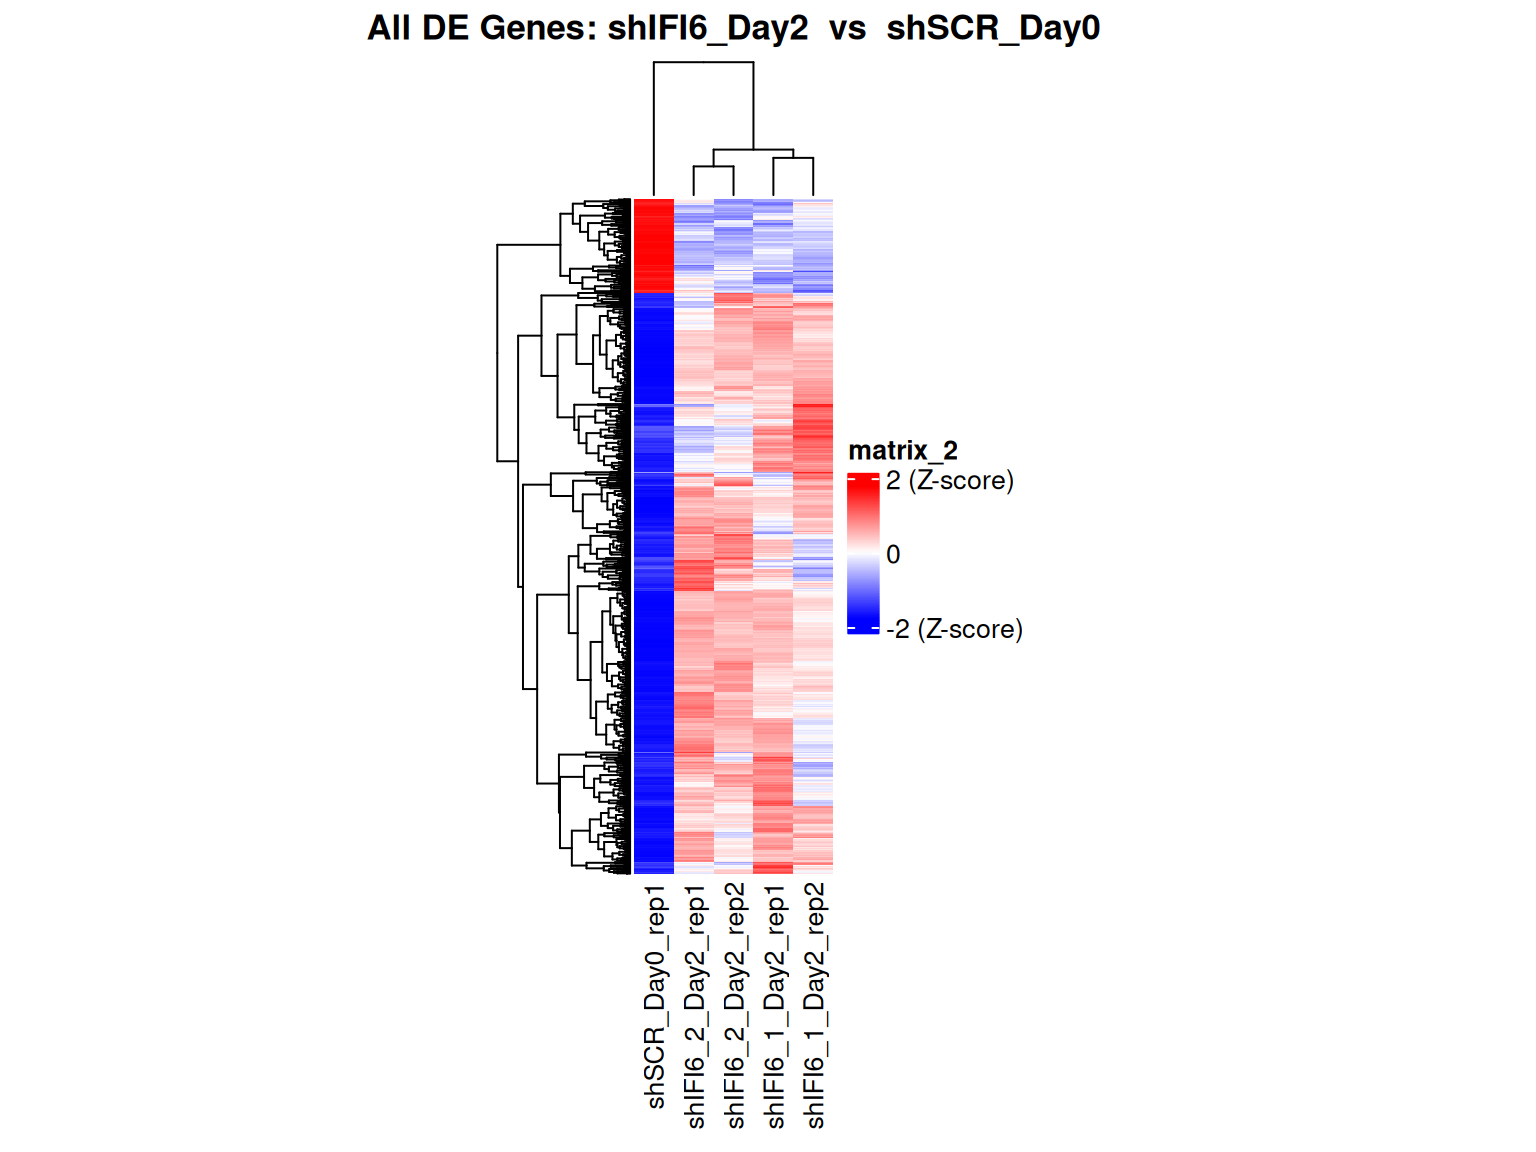 All DE Genes: shIFI6_Day2  vs  shSCR_Day0
matrix_2
2 (Z-score)
0
-2 (Z-score)
shSCR_Day0_rep1
shIFI6_2_Day2_rep1
shIFI6_2_Day2_rep2
shIFI6_1_Day2_rep1
shIFI6_1_Day2_rep2